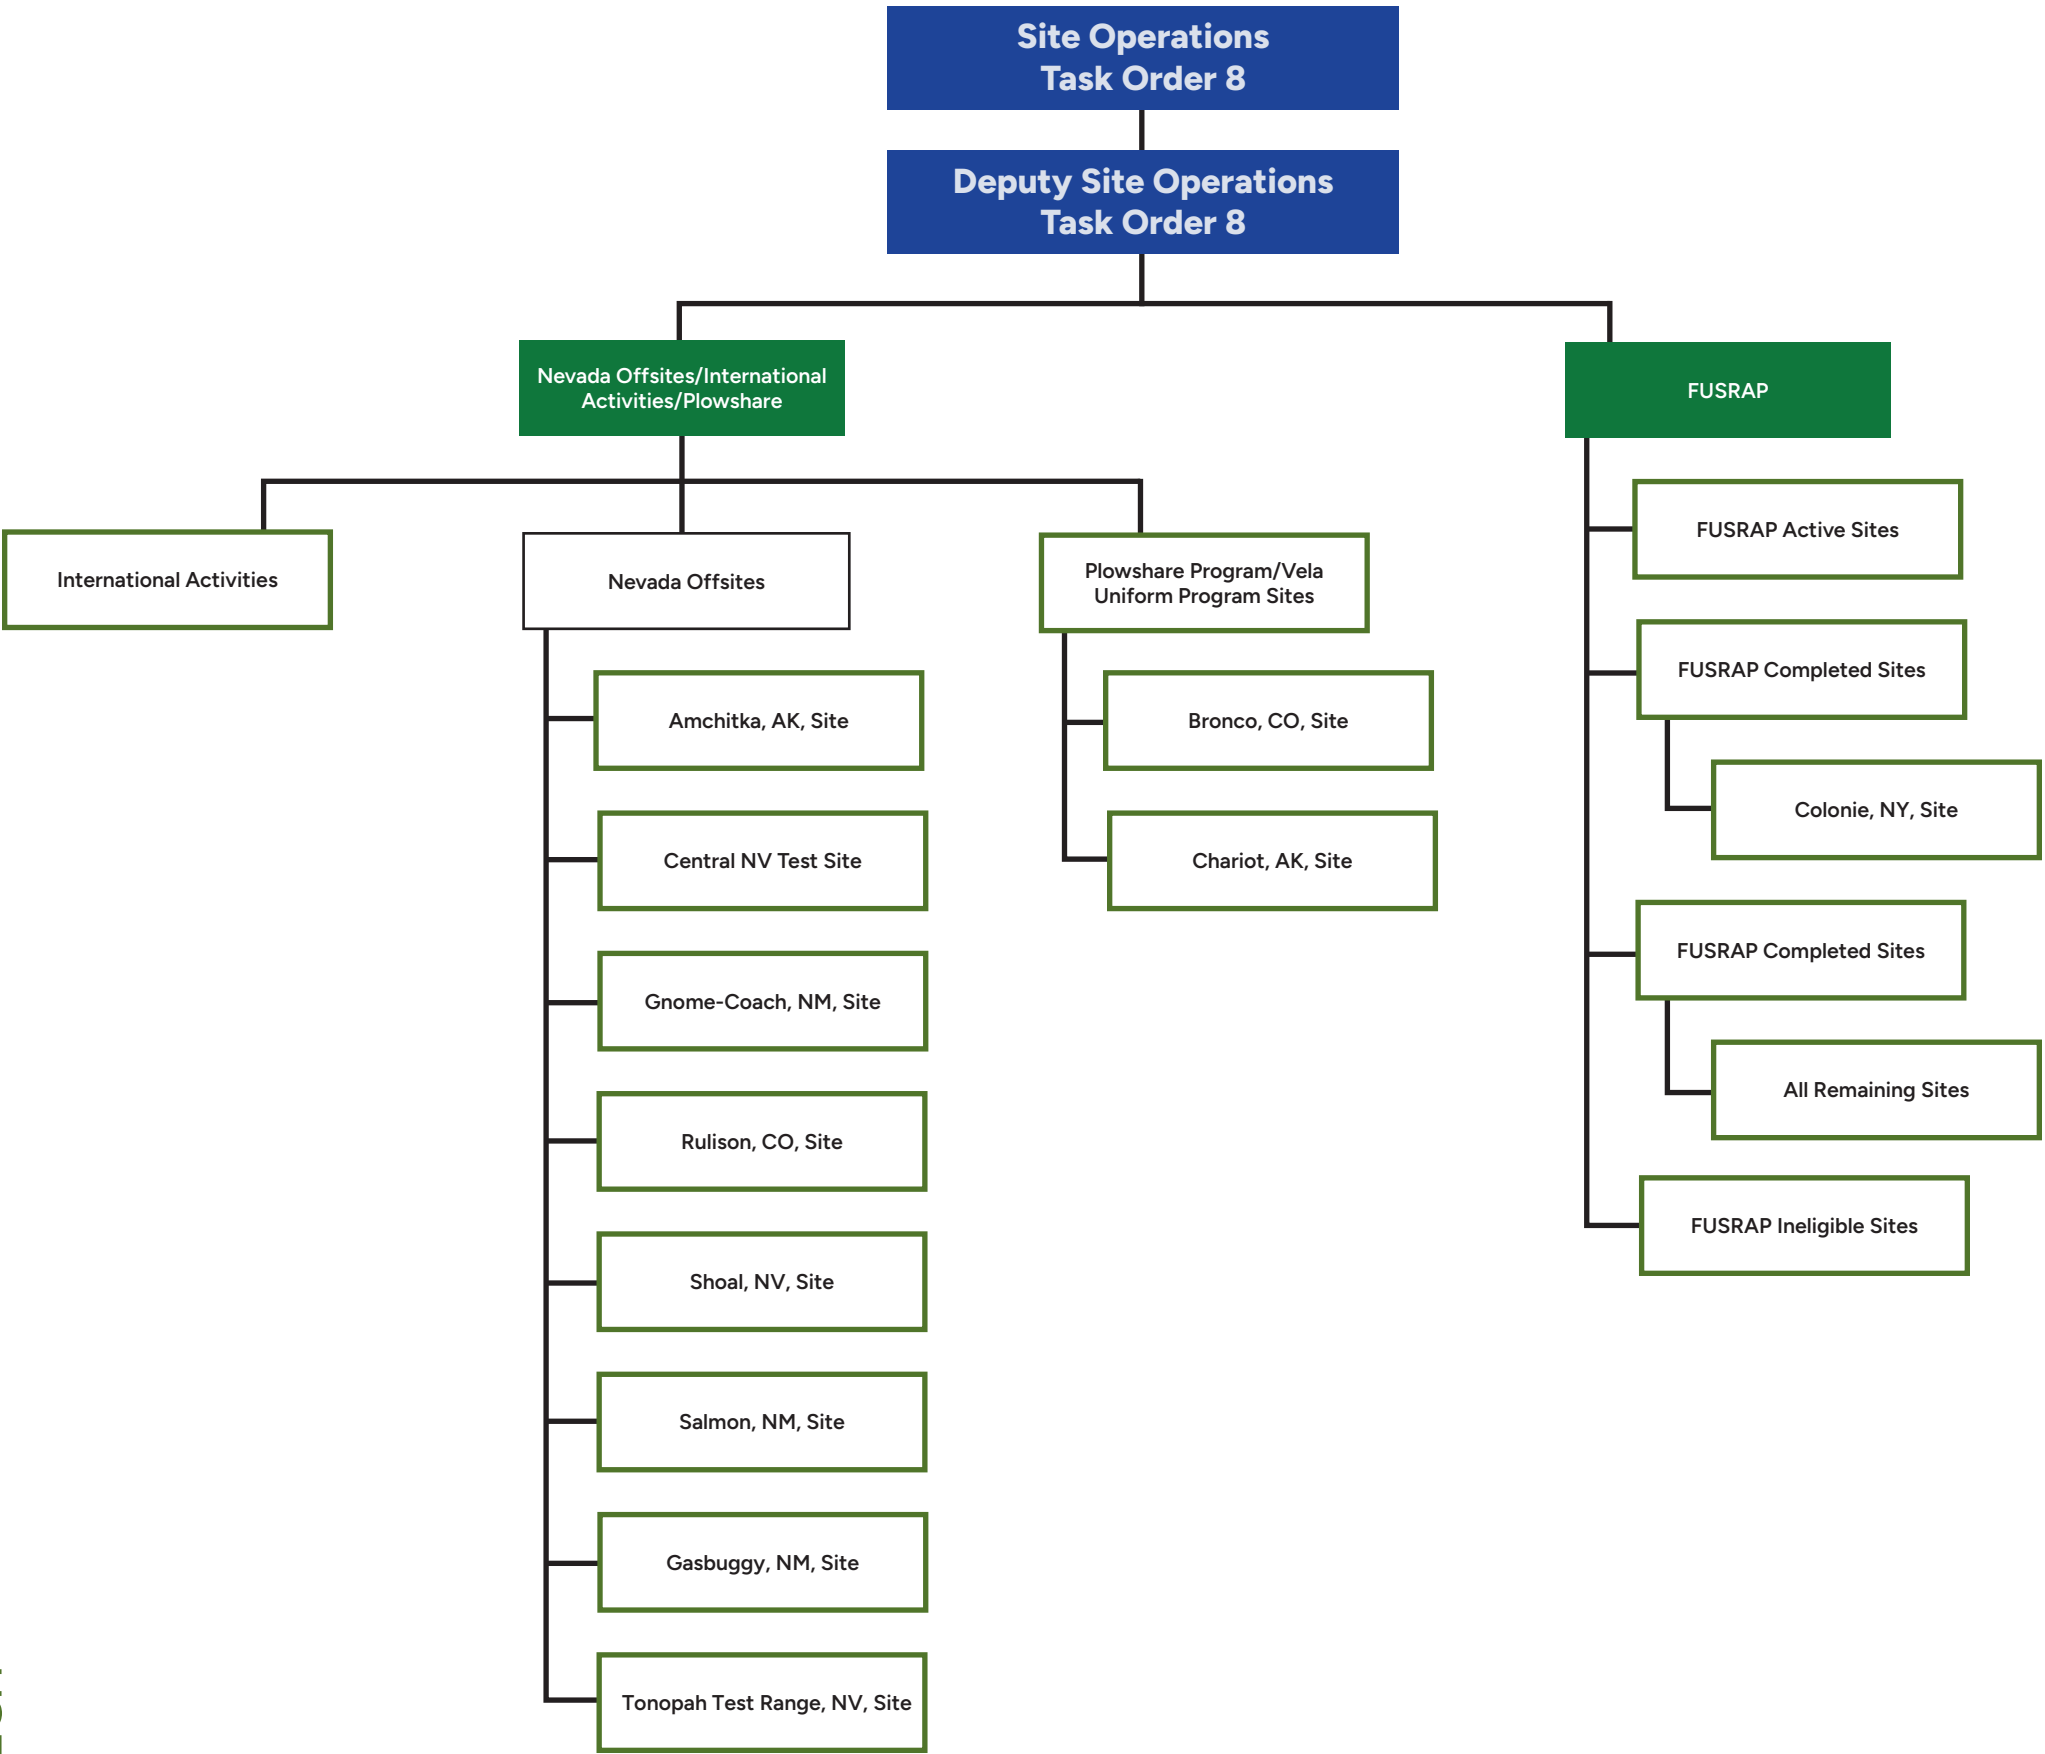 Site Operations
Task Order 8
Deputy Site Operations
Task Order 8
Nevada Offsites/International
Activities/Plowshare
FUSRAP
International Activities
Nevada Offsites
Plowshare Program/Vela
Uniform Program Sites
Amchitka, AK, Site
Central NV Test Site
Gnome-Coach, NM, Site
Rulison, CO, Site
Shoal, NV, Site
Salmon, NM, Site
Gasbuggy, NM, Site
Tonopah Test Range, NV, Site
Bronco, CO, Site
Chariot, AK, Site
FUSRAP Active Sites
FUSRAP Completed Sites
Colonie, NY, Site
FUSRAP Completed Sites
All Remaining Sites
FUSRAP Ineligible Sites